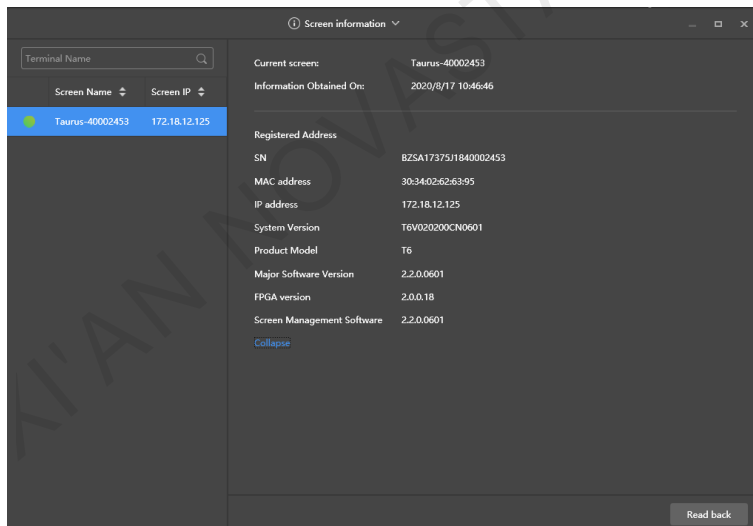 Screen information
Terminal Name
Screen Name Screen IP
Taurus-40002453 172.18.12.125
Current screen: Taurus-40002453
Information Obtained On: 2020/8/17 10:46:46
Registered Address
SN BZSA17375J1840002453
MAC address 30:34:02:62:63:95
IP address 172.18.12.125
System Version T6V020200CN0601
Product Model T6
Major Software Version 2.2.0.0601
FPGA version 2.0.0.18
Screen Management Software 2.2.0.0601
Collapse
Read back
XI'AN NOVASTA